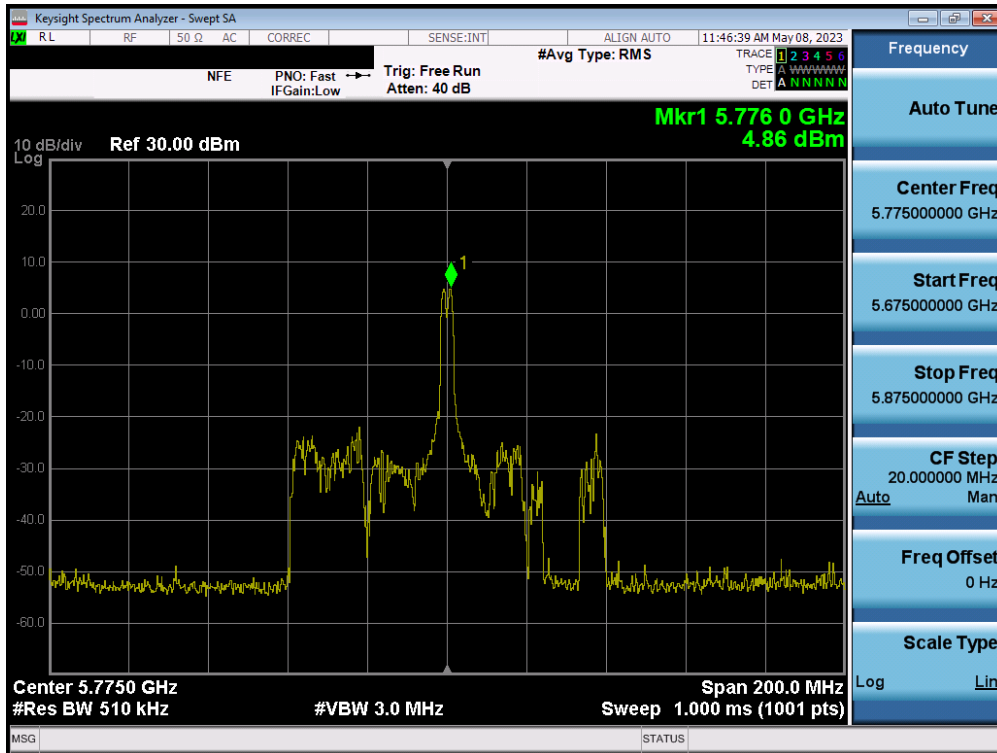 Keysight Spectrum Analyzer - Swept SA
LXI RL RF 50 Ω AC CORREC SENSE:INT ALIGN AUTO 11:46:39 AM May 08, 2023
NFE PNO: Fast Trig: Free Run #Avg Type: RMS TRACE 1 2 3 4 5 6
IFGain:Low Atten: 40 dB TYPE A WWWWW
DET A N N N N N
Frequency
Auto Tune
Center Freq
5.775000000 GHz
Start Freq
5.675000000 GHz
Stop Freq
5.875000000 GHz
CF Step
20.000000 MHz
Auto Man
Freq Offset
0 Hz
Scale Type
Log Lin
Mkr1 5.776 0 GHz
4.86 dBm
10 dB/div Ref 30.00 dBm
Log
20.0
10.0
0.00
-10.0
-20.0
-30.0
-40.0
-50.0
-60.0
1
Center 5.7750 GHz Span 200.0 MHz
#Res BW 510 kHz #VBW 3.0 MHz Sweep 1.000 ms (1001 pts)
MSG STATUS